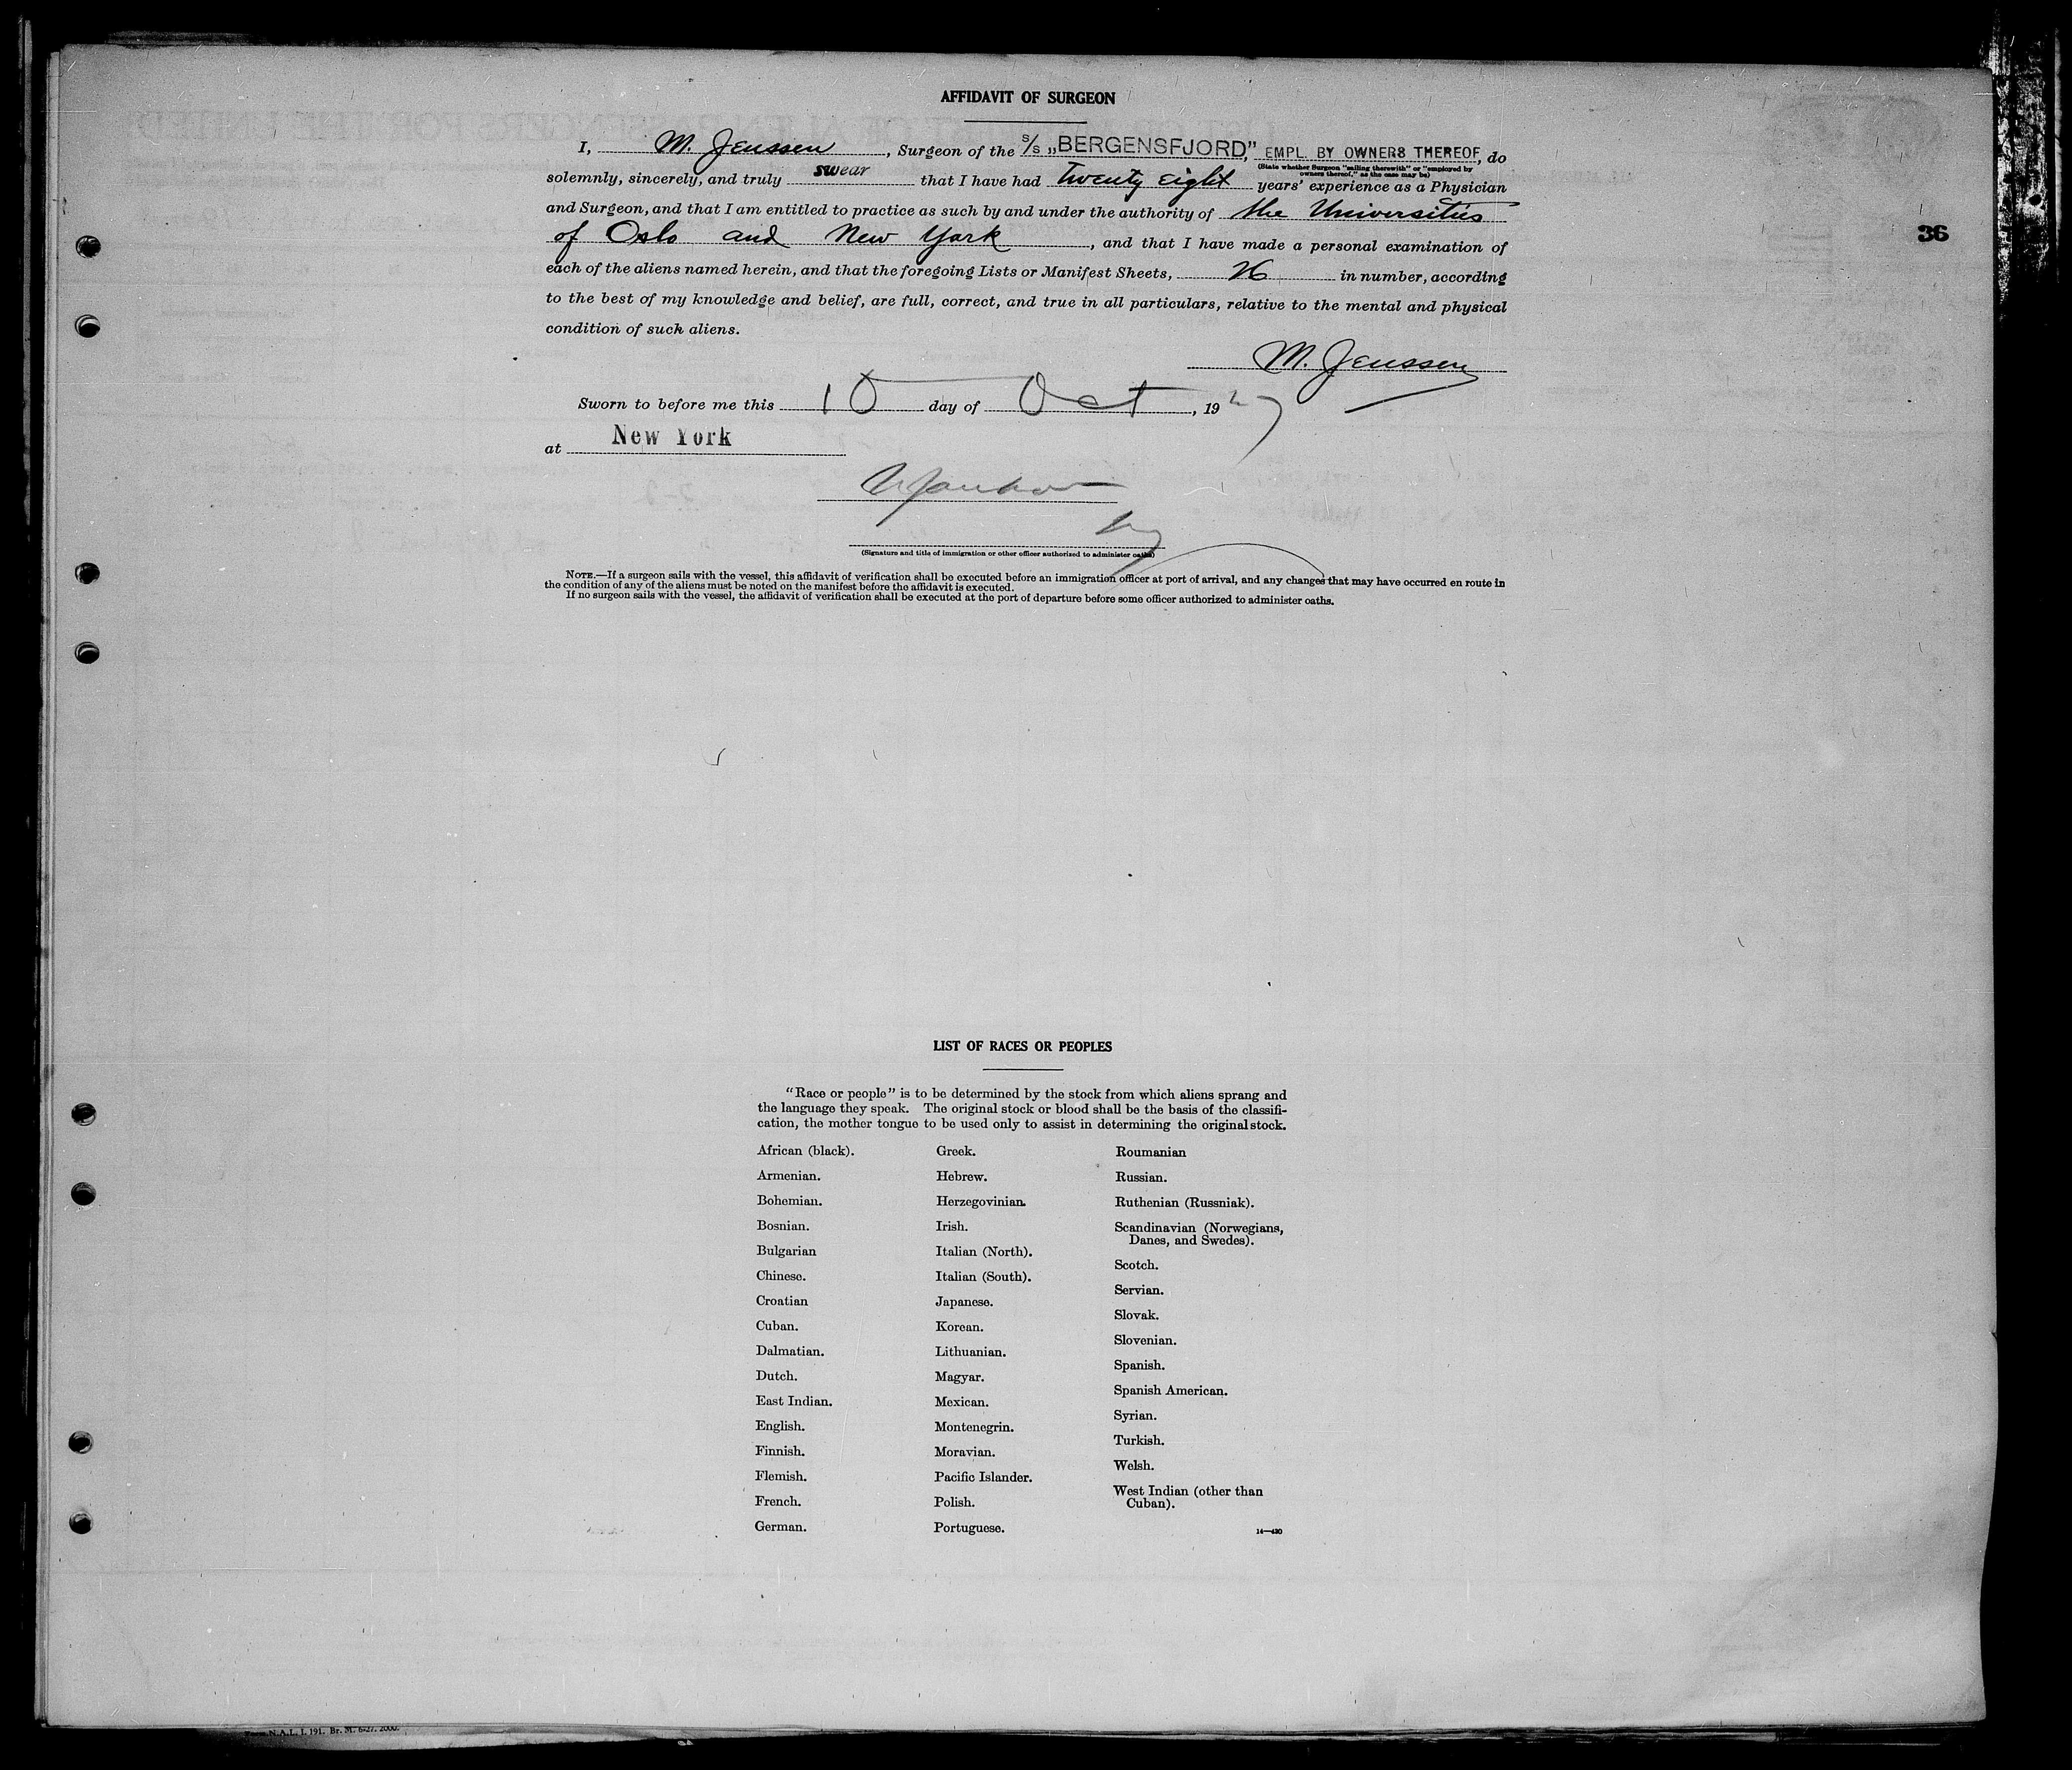 AFFIDAVIT OF SURGEON
I, M. Jenssen, Surgeon of the S/S „BERGENSFJORD," EMPL. BY OWNERS THEREOF, do
(State whether Surgeon "sailing therewith" or "employed by
owners thereof," as the case may be)
solemnly, sincerely, and truly swear that I have had twenty eight years' experience as a Physician
and Surgeon, and that I am entitled to practice as such by and under the authority of the Universities
of Oslo and New York, and that I have made a personal examination of
36
each of the aliens named herein, and that the foregoing Lists or Manifest Sheets, 26 in number, according
to the best of my knowledge and belief, are full, correct, and true in all particulars, relative to the mental and physical
condition of such aliens.
M. Jenssen
Sworn to before me this 10 day of Oct, 1927
at New York
(Signature and title of immigration or other officer authorized to administer oaths)
NOTE.—If a surgeon sails with the vessel, this affidavit of verification shall be executed before an immigration officer at port of arrival, and any changes that may have occurred en route in
the condition of any of the aliens must be noted on the manifest before the affidavit is executed.
If no surgeon sails with the vessel, the affidavit of verification shall be executed at the port of departure before some officer authorized to administer oaths.
LIST OF RACES OR PEOPLES
"Race or people" is to be determined by the stock from which aliens sprang and
the language they speak. The original stock or blood shall be the basis of the classifi-
cation, the mother tongue to be used only to assist in determining the original stock.
African (black).
Armenian.
Bohemian.
Bosnian.
Bulgarian
Chinese.
Croatian
Cuban.
Dalmatian.
Dutch.
East Indian.
English.
Finnish.
Flemish.
French.
German.
Greek.
Hebrew.
Herzegovinian.
Irish.
Italian (North).
Italian (South).
Japanese.
Korean.
Lithuanian.
Magyar.
Mexican.
Montenegrin.
Moravian.
Pacific Islander.
Polish.
Portuguese.
Roumanian
Russian.
Ruthenian (Russniak).
Scandinavian (Norwegians,
Danes, and Swedes).
Scotch.
Servian.
Slovak.
Slovenian.
Spanish.
Spanish American.
Syrian.
Turkish.
Welsh.
West Indian (other than
Cuban).
14—430
Form N.A.L. I. 191. Br. M. 6-27. 2000.